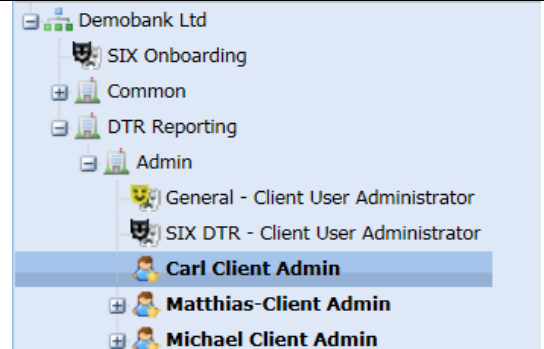 Demobank Ltd
SIX Onboarding
Common
DTR Reporting
Admin
General - Client User Administrator
SIX DTR - Client User Administrator
Carl Client Admin
Matthias-Client Admin
Michael Client Admin